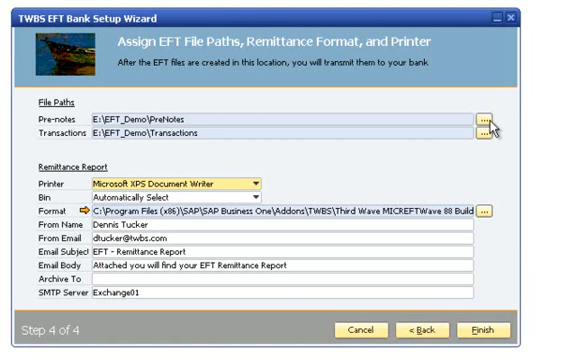 TWBS EFT Bank Setup Wizard
Assign EFT File Paths, Remittance Format, and Printer
After the EFT files are created in this location, you will transmit them to your bank
File Paths
Pre-notes E:\EFT_Demo\PreNotes ...
Transactions E:\EFT_Demo\Transactions ...
Remittance Report
Printer Microsoft XPS Document Writer
Bin Automatically Select
Format C:\Program Files (x86)\SAP\SAP Business One\Addons\TWBS\Third Wave MICREFTWave 88 Build ...
From Name Dennis Tucker
From Email dtucker@twbs.com
Email Subject EFT - Remittance Report
Email Body Attached you will find your EFT Remittance Report
Archive To
SMTP Server Exchange01
Step 4 of 4 Cancel < Back Finish